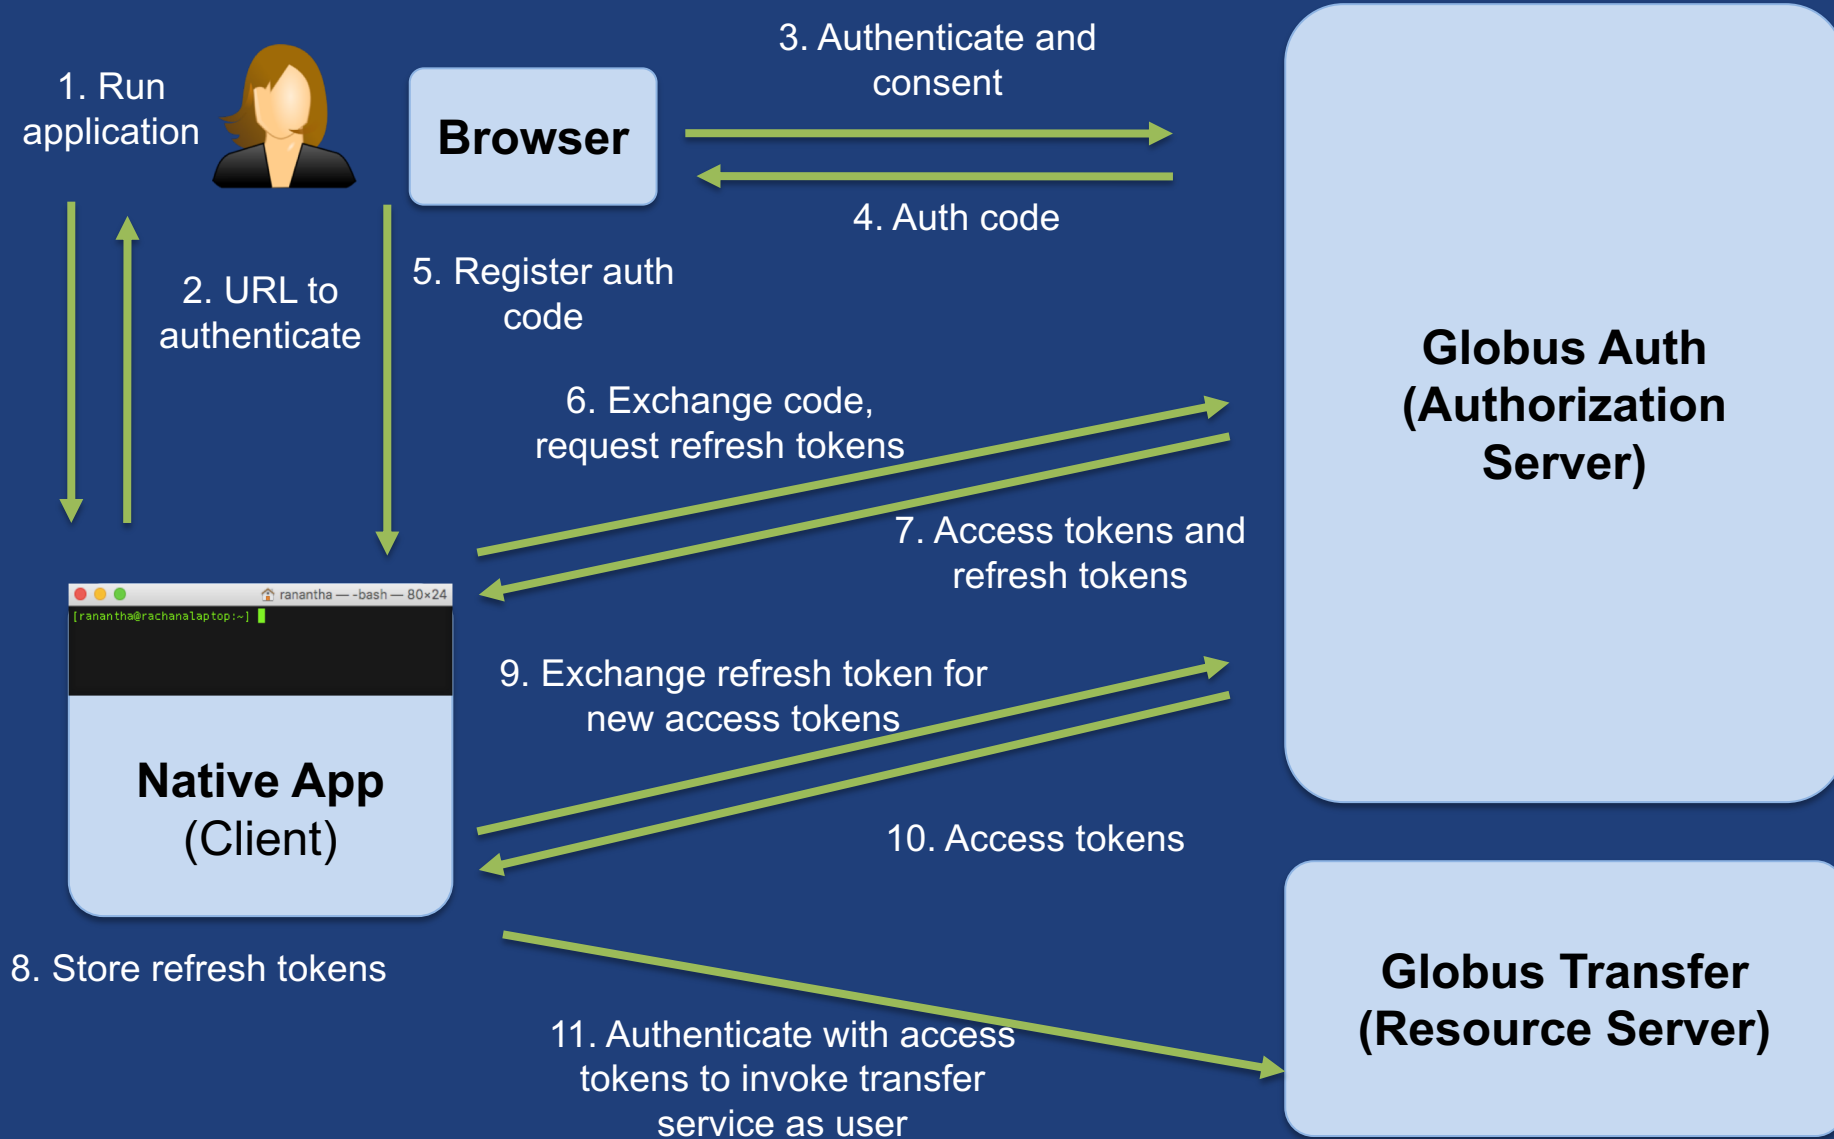 1. Run
application
Browser
3. Authenticate and
consent
4. Auth code
2. URL to
authenticate
5. Register auth
code
Globus Auth
(Authorization
Server)
6. Exchange code,
request refresh tokens
7. Access tokens and
refresh tokens
ranantha — -bash — 80×24
[ranantha@rachanalaptop:~]
Native App
(Client)
9. Exchange refresh token for
new access tokens
10. Access tokens
8. Store refresh tokens
Globus Transfer
(Resource Server)
11. Authenticate with access
tokens to invoke transfer
service as user